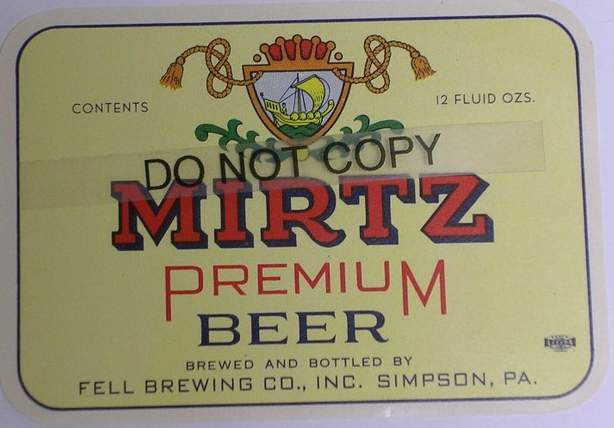 CONTENTS
12 FLUID OZS.
DO NOT COPY
MIRTZ
PREMIUM
BEER
BREWED AND BOTTLED BY
FELL BREWING CO., INC. SIMPSON, PA.